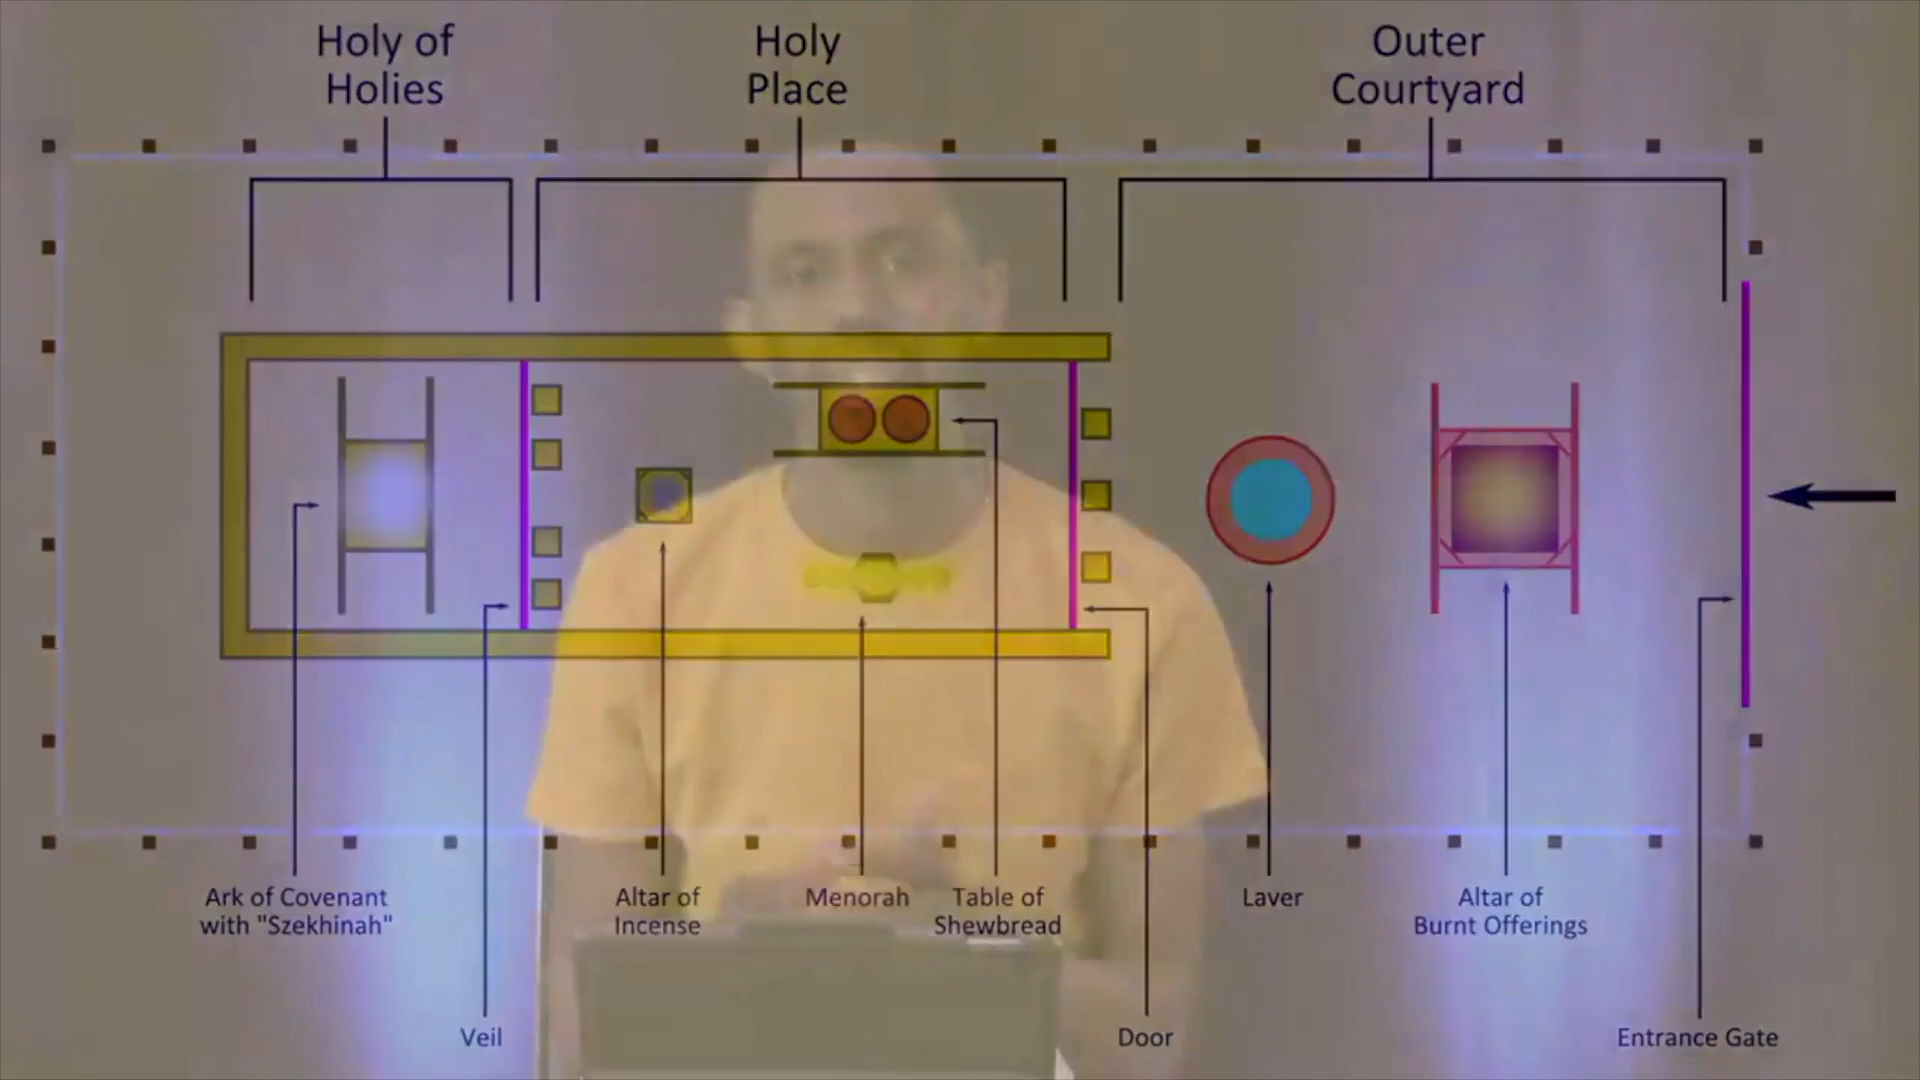 Holy of
Holies
Holy
Place
Outer
Courtyard
Ark of Covenant
with "Szekhinah"
Altar of
Incense
Menorah
Table of
Shewbread
Laver
Altar of
Burnt Offerings
Veil
Door
Entrance Gate